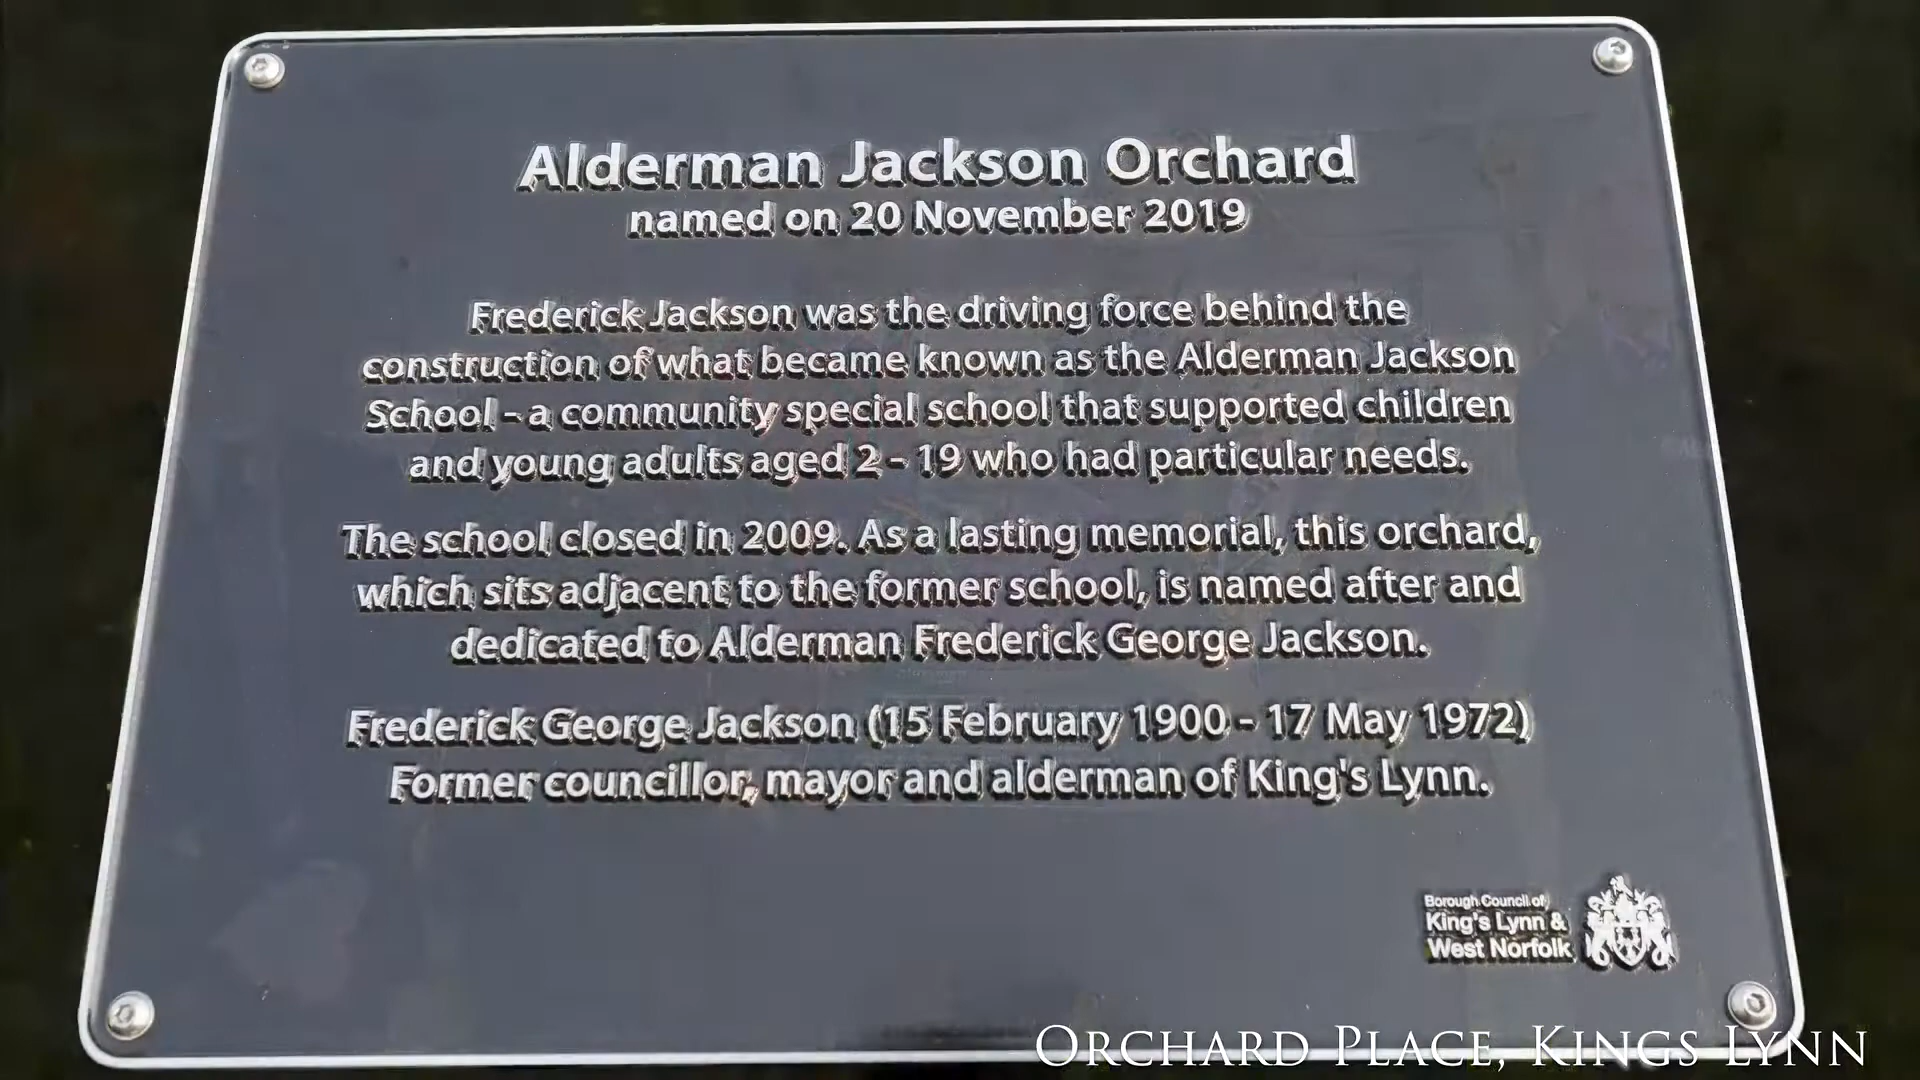 Alderman Jackson Orchard
named on 20 November 2019
Frederick Jackson was the driving force behind the
construction of what became known as the Alderman Jackson
School - a community special school that supported children
and young adults aged 2 - 19 who had particular needs.
The school closed in 2009. As a lasting memorial, this orchard,
which sits adjacent to the former school, is named after and
dedicated to Alderman Frederick George Jackson.
Frederick George Jackson (15 February 1900 - 17 May 1972)
Former councillor, mayor and alderman of King's Lynn.
Borough Council of
King's Lynn &
West Norfolk
Orchard Place, Kings Lynn